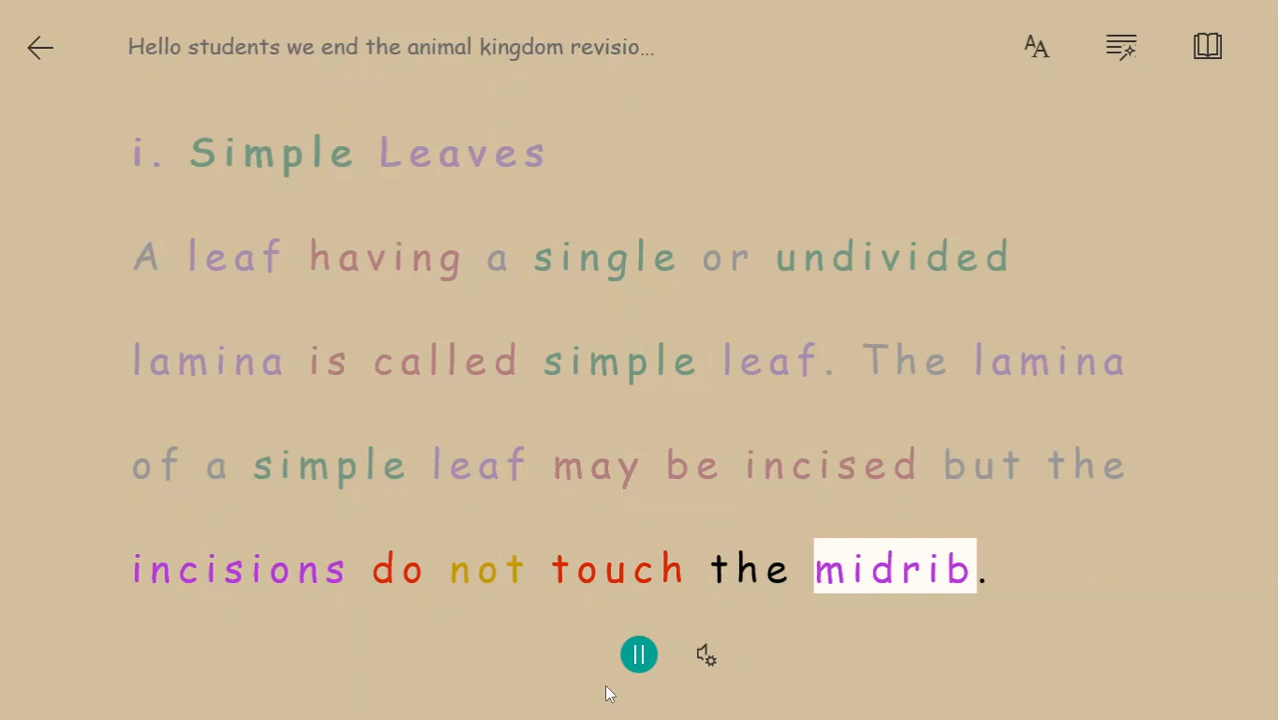 Hello students we end the animal kingdom revisio...
i. Simple Leaves
A leaf having a single or undivided
lamina is called simple leaf. The lamina
of a simple leaf may be incised but the
incisions do not touch the midrib.